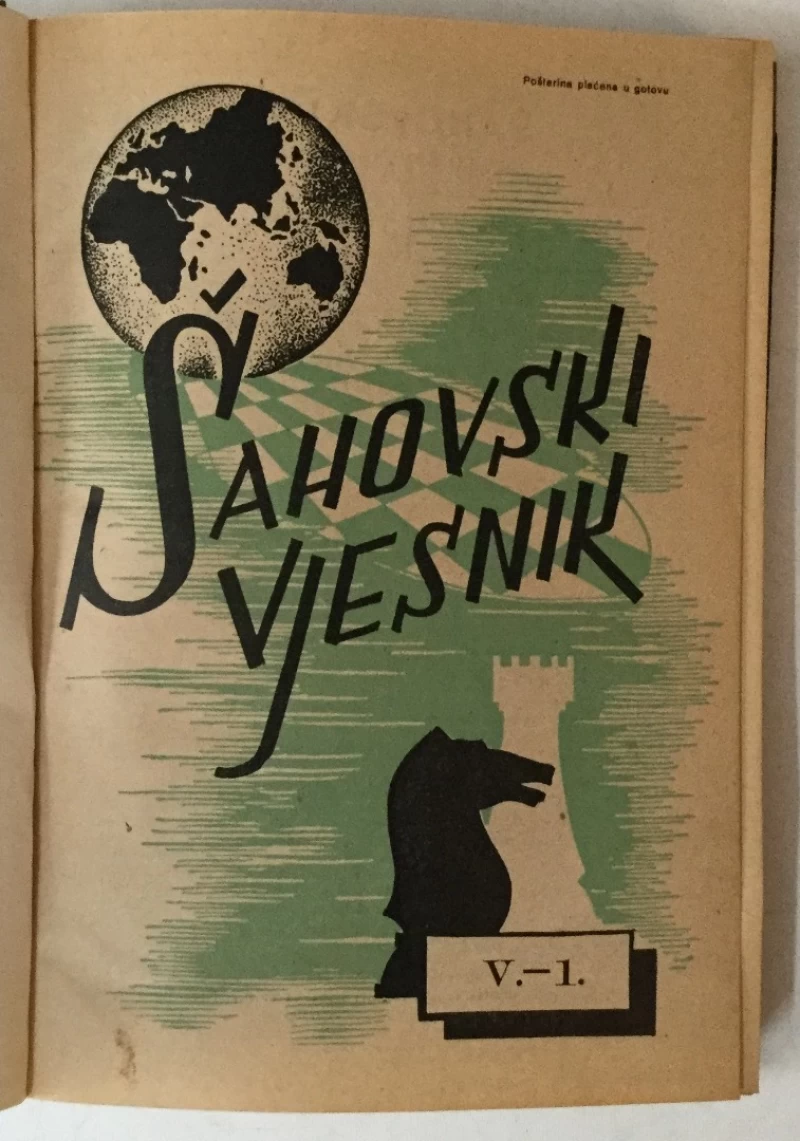 Poštarina plaćena u gotovu
ŠAHOVSKI
VJESNIK
V.–1.